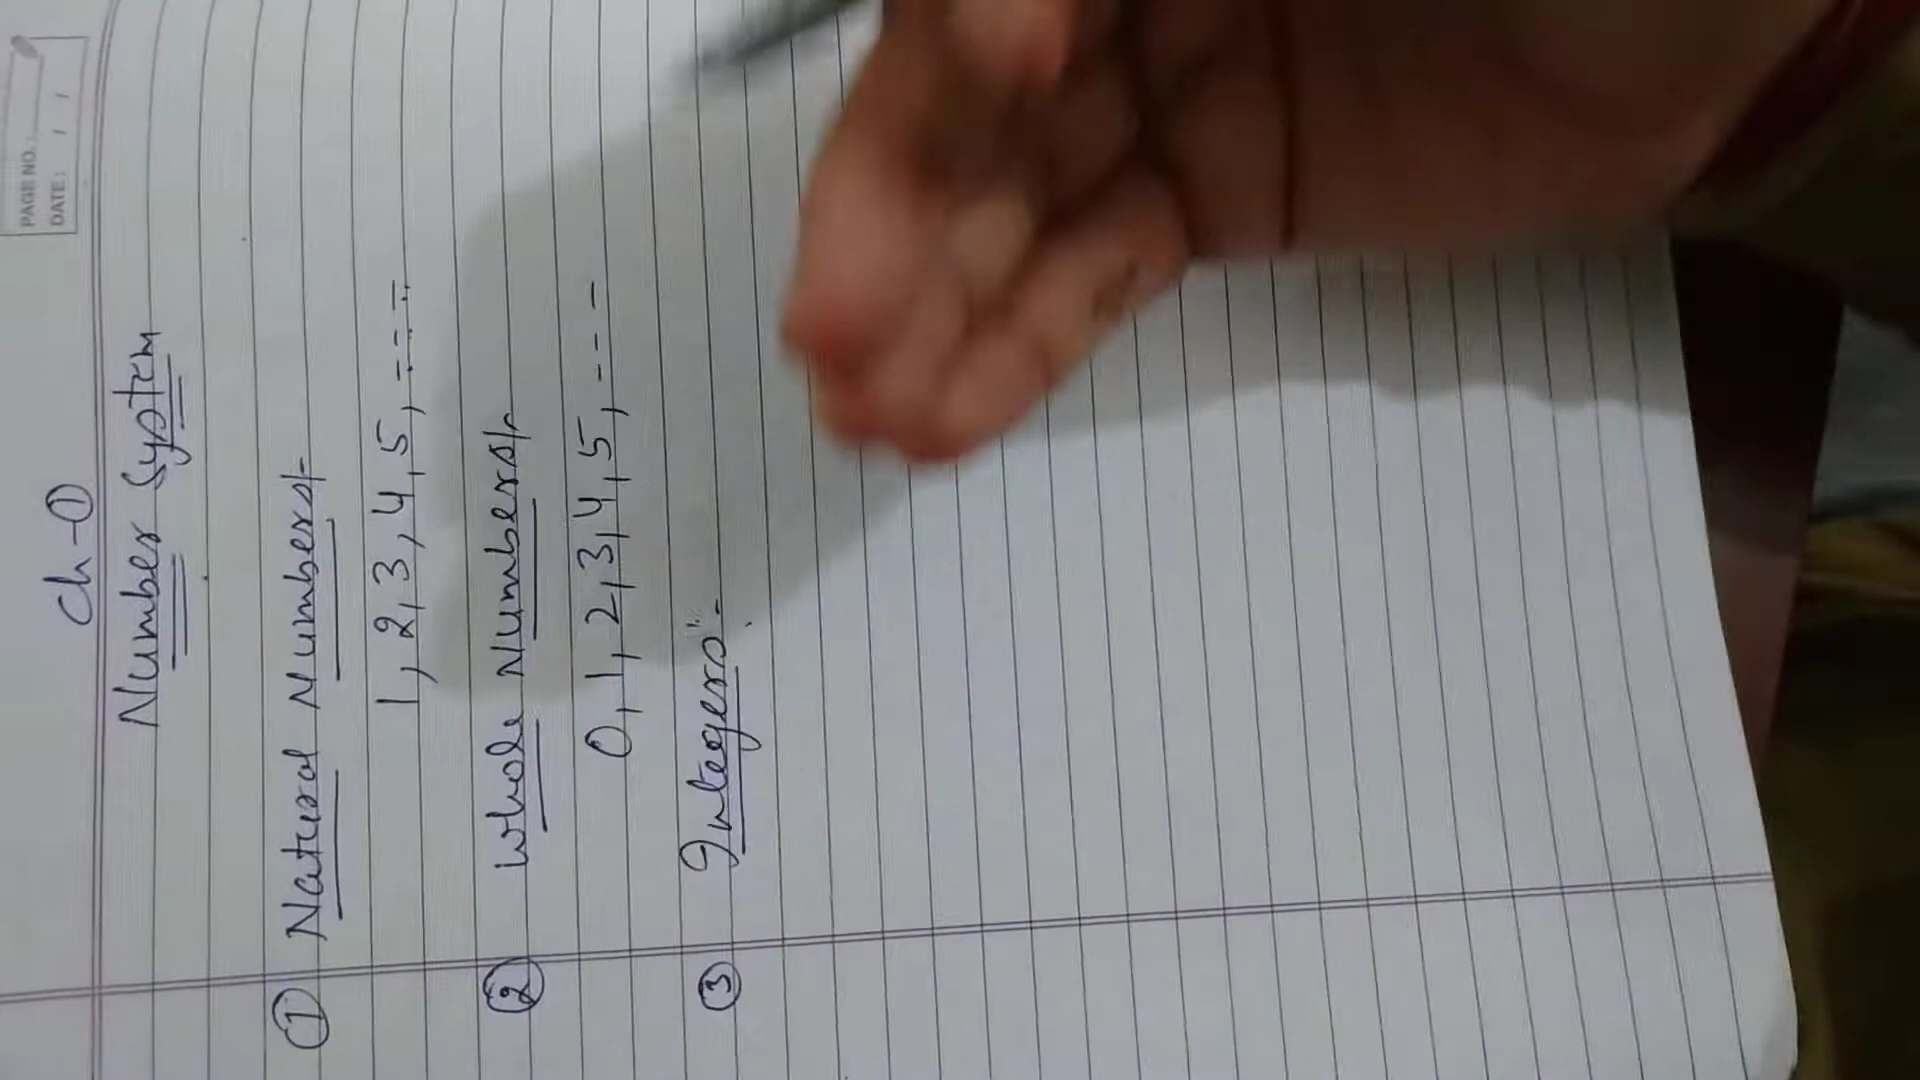 PAGE NO.:
DATE: / /
Ch-①
Number System
① Natural Numbers:-
1, 2, 3, 4, 5, ----
② Whole Numbers:-
0, 1, 2, 3, 4, 5, ----
③ Integers:-